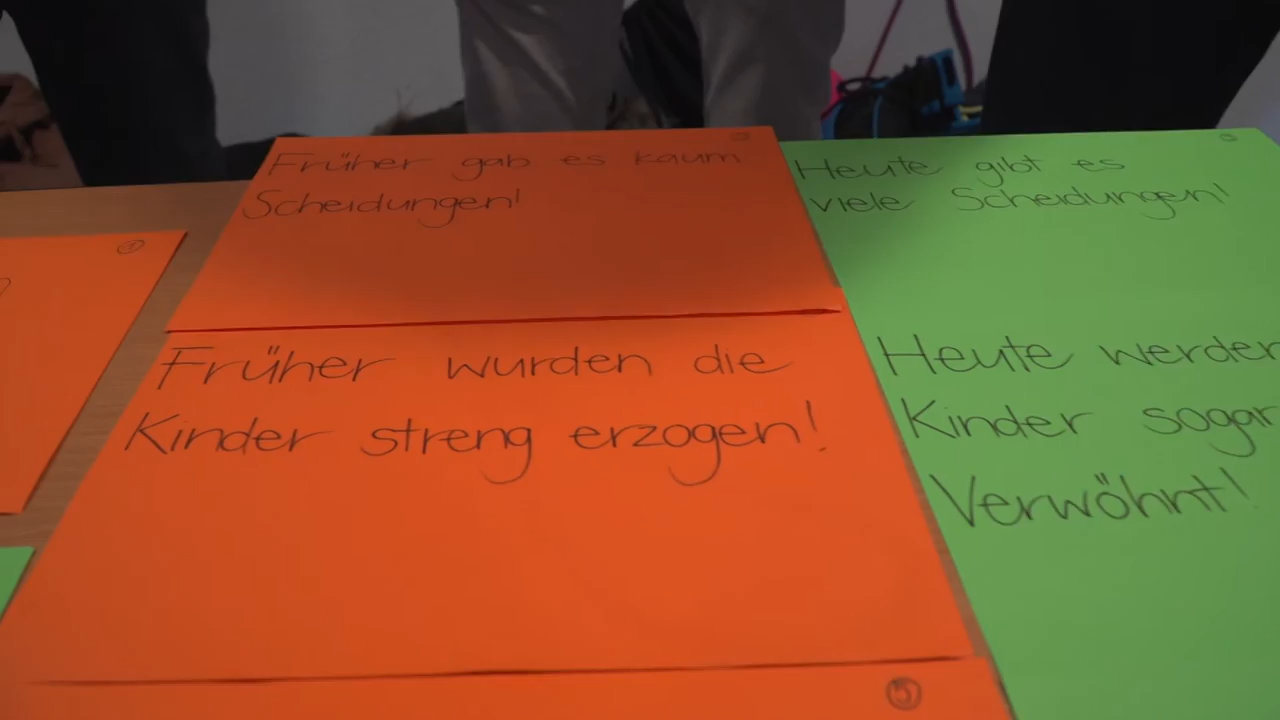 Früher gab es kaum
Scheidungen!
Heute gibt es
viele Scheidungen!
Früher wurden die
Kinder streng erzogen!
Heute werden
Kinder sogar
Verwöhnt!
5